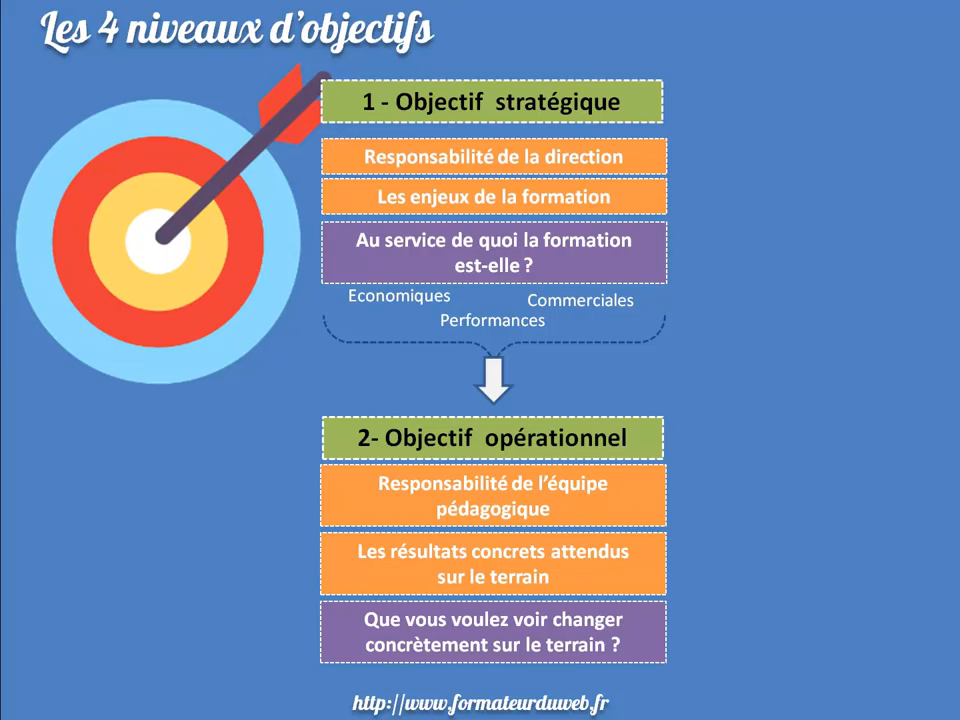 Les 4 niveaux d'objectifs
1 - Objectif stratégique
Responsabilité de la direction
Les enjeux de la formation
Au service de quoi la formation
est-elle ?
Economiques
Commerciales
Performances
2- Objectif opérationnel
Responsabilité de l'équipe
pédagogique
Les résultats concrets attendus
sur le terrain
Que vous voulez voir changer
concrètement sur le terrain ?
http://www.formateurduweb.fr